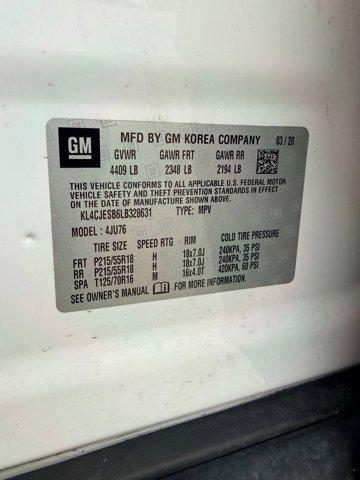 GM
MFD BY GM KOREA COMPANY 03 / 20
GVWR GAWR FRT GAWR RR
4409 LB 2348 LB 2194 LB
THIS VEHICLE CONFORMS TO ALL APPLICABLE U.S. FEDERAL MOTOR
VEHICLE SAFETY AND THEFT PREVENTION STANDARDS IN EFFECT
ON THE DATE OF MANUFACTURE SHOWN ABOVE.
KL4CJESB6LB328631 TYPE: MPV
MODEL : 4JU76
SPEED RTG RIM COLD TIRE PRESSURE
FRT P215/55R18 H 18x7.0J 240KPA, 35 PSI
RR P215/55R18 H 18x7.0J 240KPA, 35 PSI
SPA T125/70R16 M 16x4.0T 420KPA, 60 PSI
SEE OWNER'S MANUAL FOR MORE INFORMATION